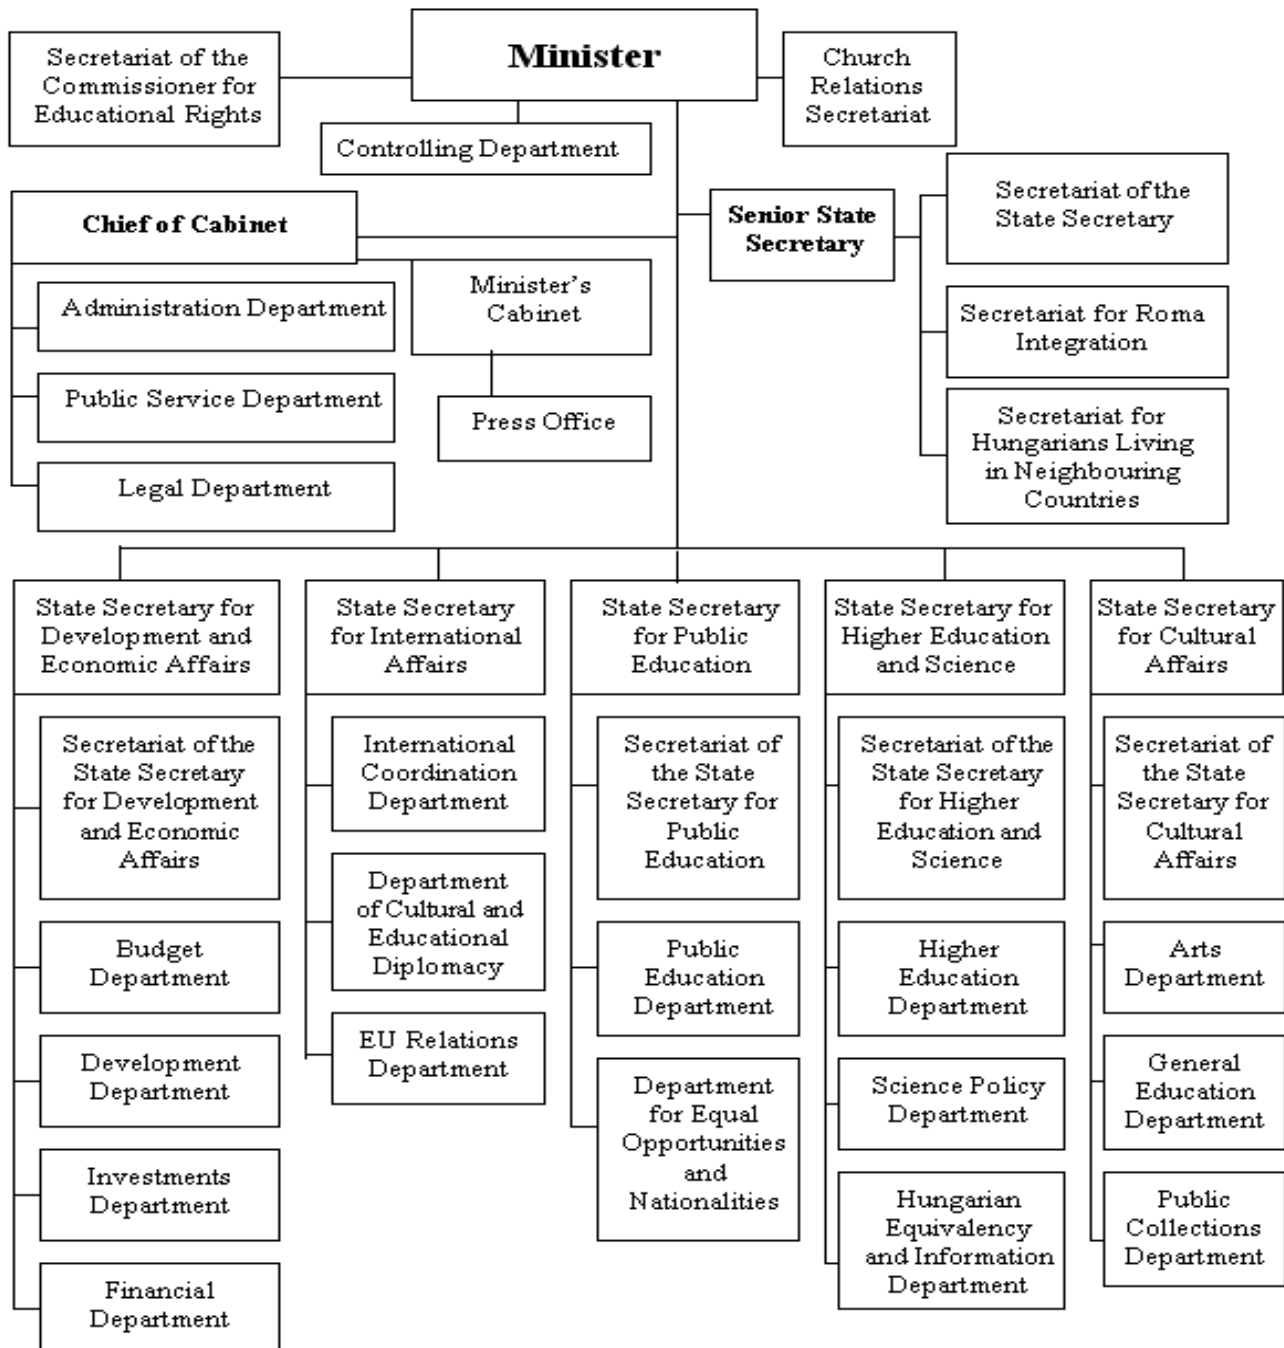 Minister
Secretariat of the
Commissioner for
Educational Rights
Church
Relations
Secretariat
Controlling Department
Chief of Cabinet
Senior State
Secretary
Secretariat of the
State Secretary
Minister’s
Cabinet
Administration Department
Secretariat for Roma
Integration
Public Service Department
Press Office
Secretariat for
Hungarians Living
in Neighbouring
Countries
Legal Department
State Secretary for
Development and
Economic Affairs
State Secretary
for International
Affairs
State Secretary
for Public
Education
State Secretary for
Higher Education
and Science
State Secretary
for Cultural
Affairs
Secretariat of the
State Secretary
for Development
and Economic
Affairs
Budget
Department
Development
Department
Investments
Department
Financial
Department
International
Coordination
Department
Department
of Cultural and
Educational
Diplomacy
EU Relations
Department
Secretariat of
the State
Secretary for
Public
Education
Public
Education
Department
Department
for Equal
Opportunities
and
Nationalities
Secretariat of the
State Secretary
for Higher
Education and
Science
Higher
Education
Department
Science Policy
Department
Hungarian
Equivalency
and Information
Department
Secretariat of
the State
Secretary for
Cultural
Affairs
Arts
Department
General
Education
Department
Public
Collections
Department